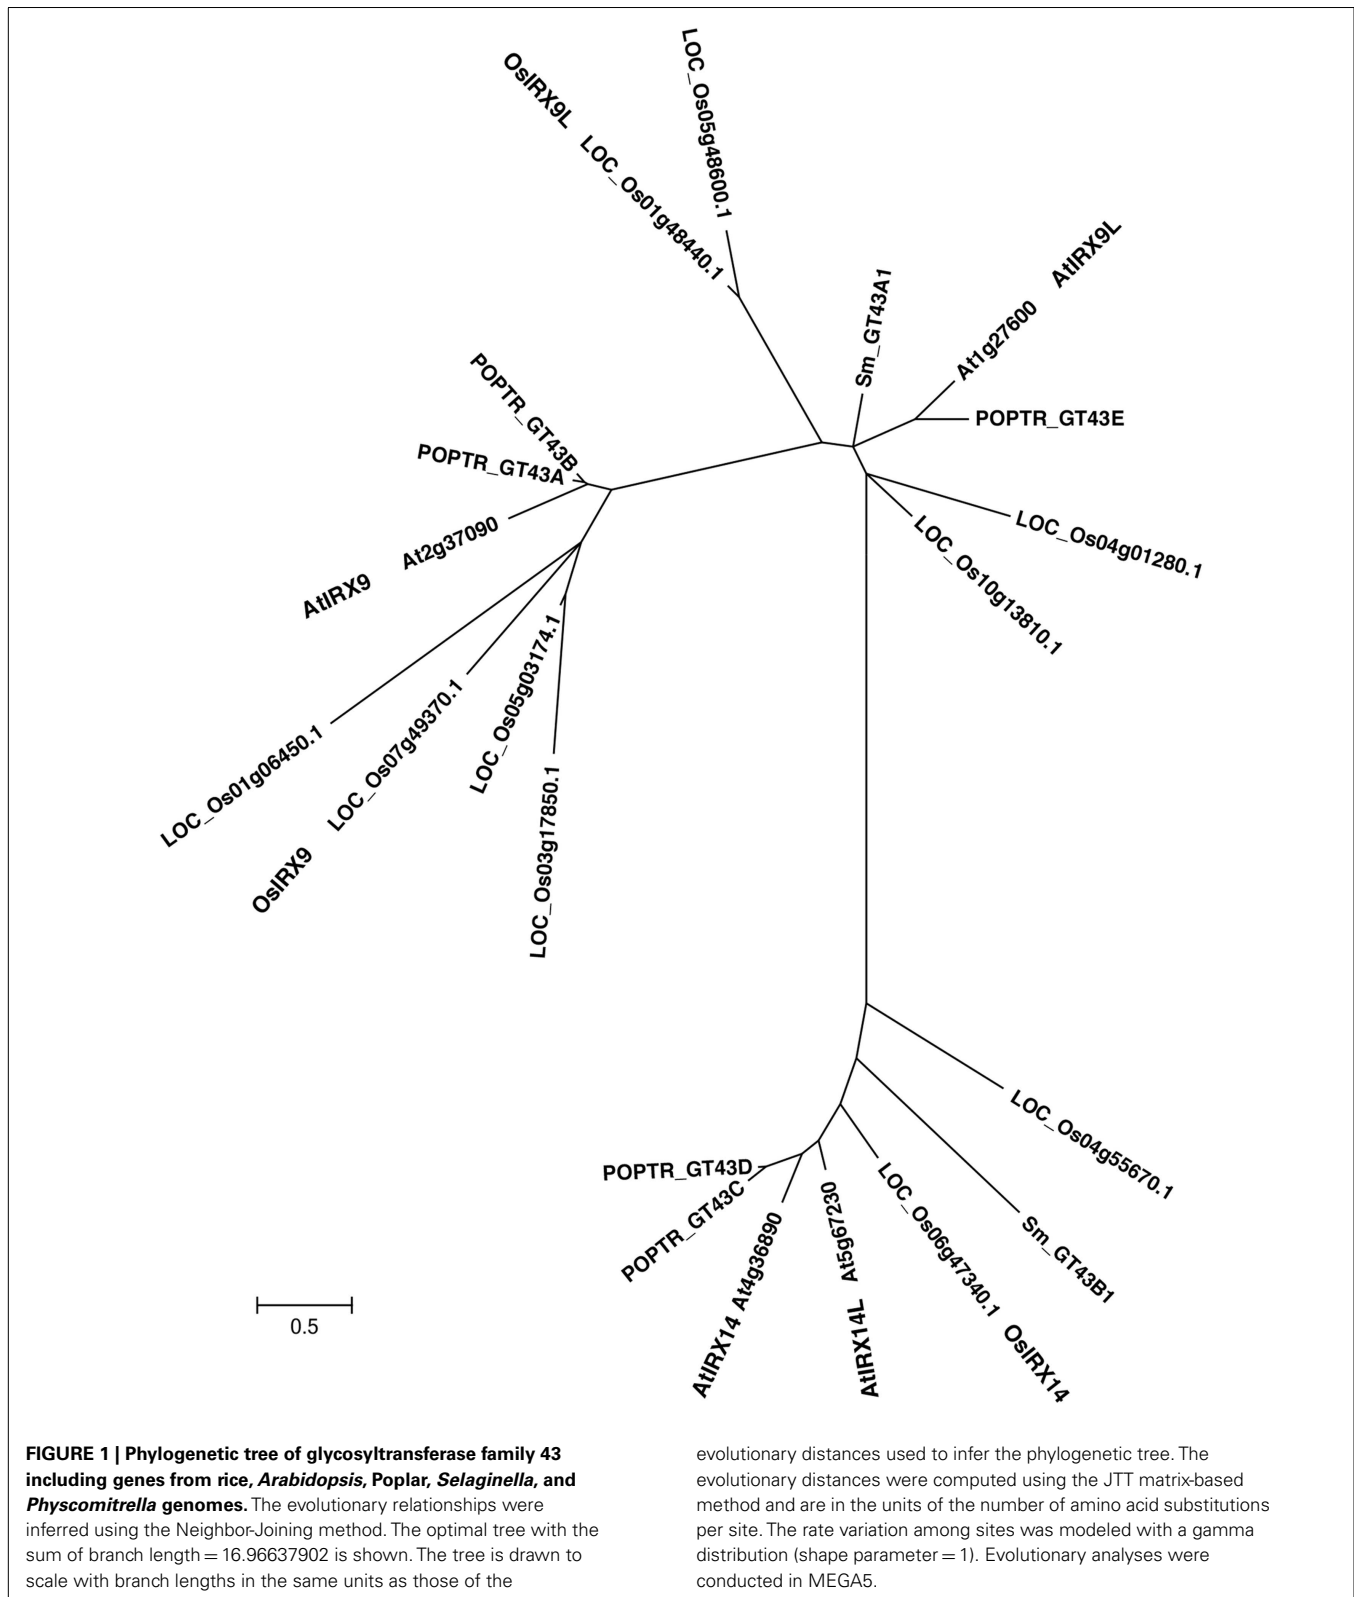 OsIRX9L LOC_Os01g48440.1
LOC_Os05g48600.1
Sm_GT43A1
At1g27600 AtIRX9L
POPTR_GT43E
POPTR_GT43B
POPTR_GT43A
AtIRX9 At2g37090
LOC_Os04g01280.1
LOC_Os10g13810.1
LOC_Os01g06450.1
OsIRX9 LOC_Os07g49370.1
LOC_Os05g03174.1
LOC_Os03g17850.1
LOC_Os04g55670.1
Sm_GT43B1
LOC_Os06g47340.1 OsIRX14
POPTR_GT43D
POPTR_GT43C
AtIRX14 At4g36890
AtIRX14L At5g67230
0.5
FIGURE 1 | Phylogenetic tree of glycosyltransferase family 43
including genes from rice, Arabidopsis, Poplar, Selaginella, and
Physcomitrella genomes. The evolutionary relationships were
inferred using the Neighbor-Joining method. The optimal tree with the
sum of branch length = 16.96637902 is shown. The tree is drawn to
scale with branch lengths in the same units as those of the
evolutionary distances used to infer the phylogenetic tree. The
evolutionary distances were computed using the JTT matrix-based
method and are in the units of the number of amino acid substitutions
per site. The rate variation among sites was modeled with a gamma
distribution (shape parameter = 1). Evolutionary analyses were
conducted in MEGA5.